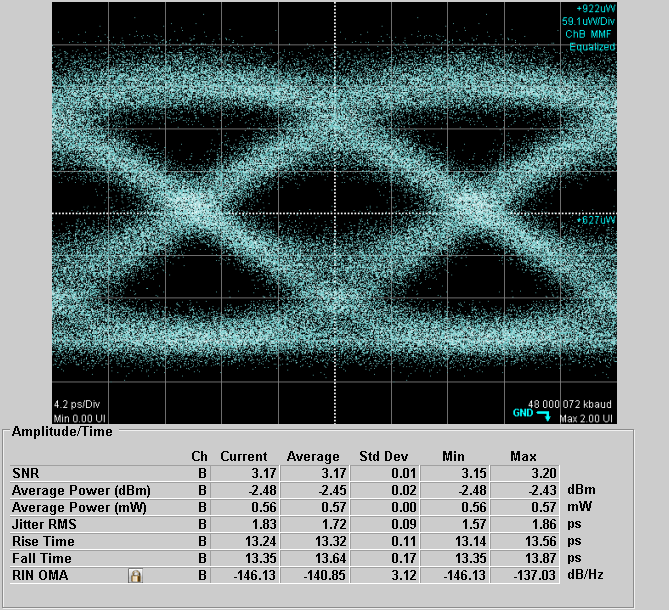 +922uW
59.1uW/Div
ChB MMF
Equalized
+627uW
4.2 ps/Div
48 000 072 kbaud
Min 0.00 UI
GND
Max 2.00 UI
Amplitude/Time
Ch Current Average Std Dev Min Max
SNR B 3.17 3.17 0.01 3.15 3.20
Average Power (dBm) B -2.48 -2.45 0.02 -2.48 -2.43 dBm
Average Power (mW) B 0.56 0.57 0.00 0.56 0.57 mW
Jitter RMS B 1.83 1.72 0.09 1.57 1.86 ps
Rise Time B 13.24 13.32 0.11 13.14 13.56 ps
Fall Time B 13.35 13.64 0.17 13.35 13.87 ps
RIN OMA B -146.13 -140.85 3.12 -146.13 -137.03 dB/Hz